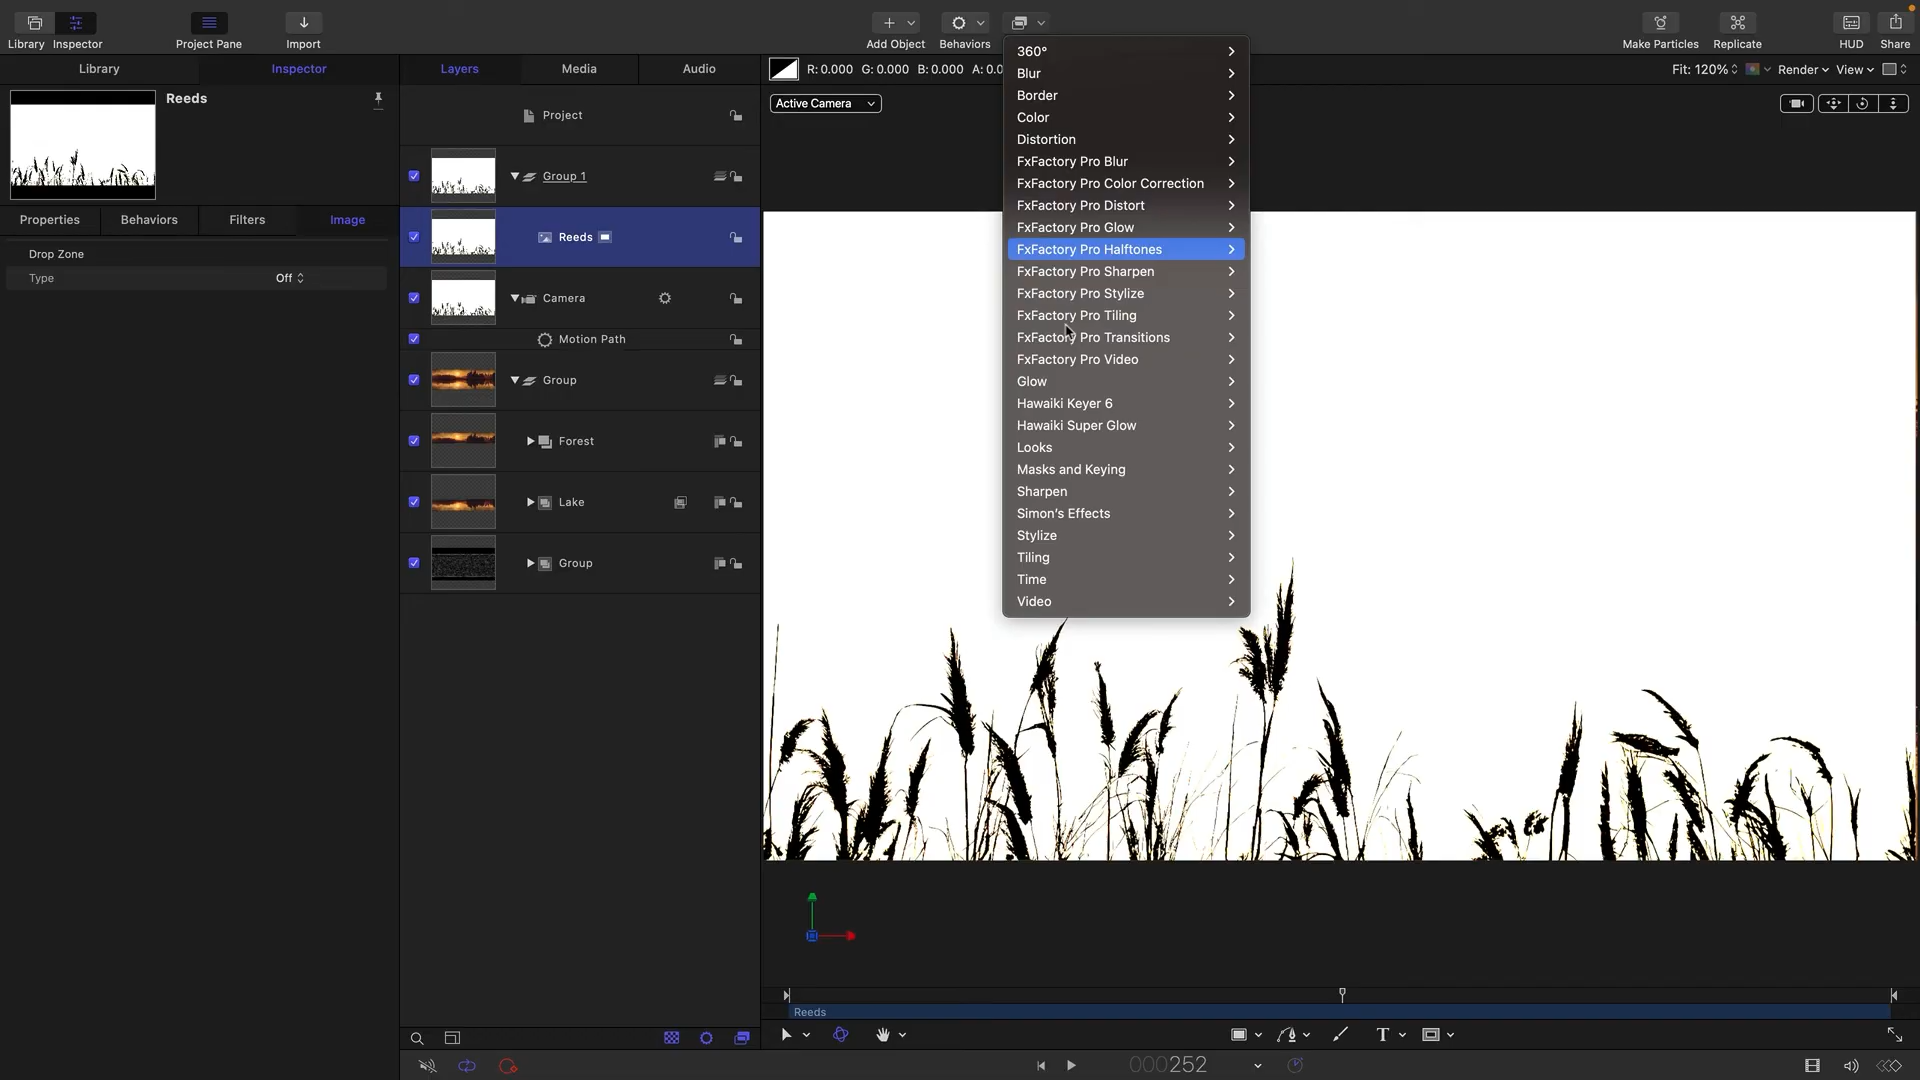 Library
Inspector
Project Pane
Import
Add Object
Behaviors
Make Particles
Replicate
HUD
Share
Library
Inspector
Layers
Media
Audio
R: 0.000 G: 0.000 B: 0.000 A: 0.0
Fit: 120%
Render
View
Reeds
Active Camera
Properties
Behaviors
Filters
Image
Drop Zone
Type
Off
Project
Group 1
Reeds
Camera
Motion Path
Group
Forest
Lake
Group
360°
Blur
Border
Color
Distortion
FxFactory Pro Blur
FxFactory Pro Color Correction
FxFactory Pro Distort
FxFactory Pro Glow
FxFactory Pro Halftones
FxFactory Pro Sharpen
FxFactory Pro Stylize
FxFactory Pro Tiling
FxFactory Pro Transitions
FxFactory Pro Video
Glow
Hawaiki Keyer 6
Hawaiki Super Glow
Looks
Masks and Keying
Sharpen
Simon's Effects
Stylize
Tiling
Time
Video
Reeds
T
000252